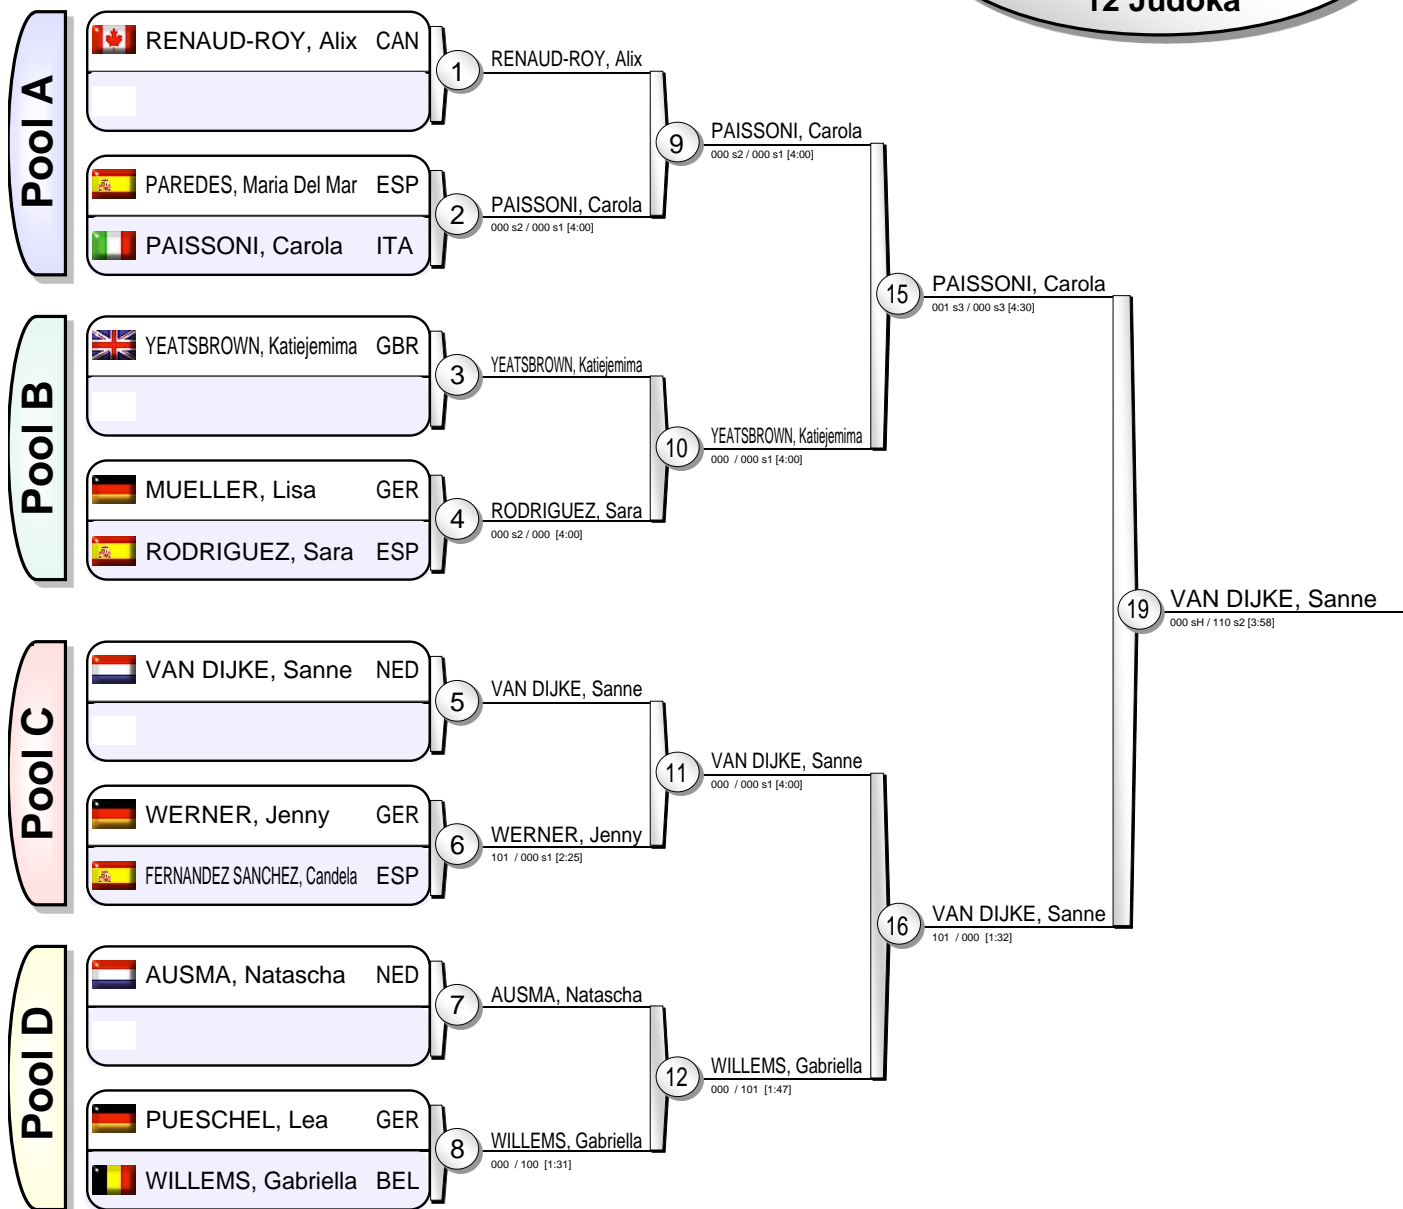 12 Judoka
Pool A
RENAUD-ROY, Alix CAN
1
RENAUD-ROY, Alix
PAREDES, Maria Del Mar ESP
PAISSONI, Carola ITA
2
PAISSONI, Carola
000 s2 / 000 s1 [4:00]
9
PAISSONI, Carola
000 s2 / 000 s1 [4:00]
Pool B
YEATSBROWN, Katiejemima GBR
3
YEATSBROWN, Katiejemima
MUELLER, Lisa GER
RODRIGUEZ, Sara ESP
4
RODRIGUEZ, Sara
000 s2 / 000 [4:00]
10
YEATSBROWN, Katiejemima
000 / 000 s1 [4:00]
15
PAISSONI, Carola
001 s3 / 000 s3 [4:30]
Pool C
VAN DIJKE, Sanne NED
5
VAN DIJKE, Sanne
WERNER, Jenny GER
FERNANDEZ SANCHEZ, Candela ESP
6
WERNER, Jenny
101 / 000 s1 [2:25]
11
VAN DIJKE, Sanne
000 / 000 s1 [4:00]
Pool D
AUSMA, Natascha NED
7
AUSMA, Natascha
PUESCHEL, Lea GER
WILLEMS, Gabriella BEL
8
WILLEMS, Gabriella
000 / 100 [1:31]
12
WILLEMS, Gabriella
000 / 101 [1:47]
16
VAN DIJKE, Sanne
101 / 000 [1:32]
19
VAN DIJKE, Sanne
000 sH / 110 s2 [3:58]